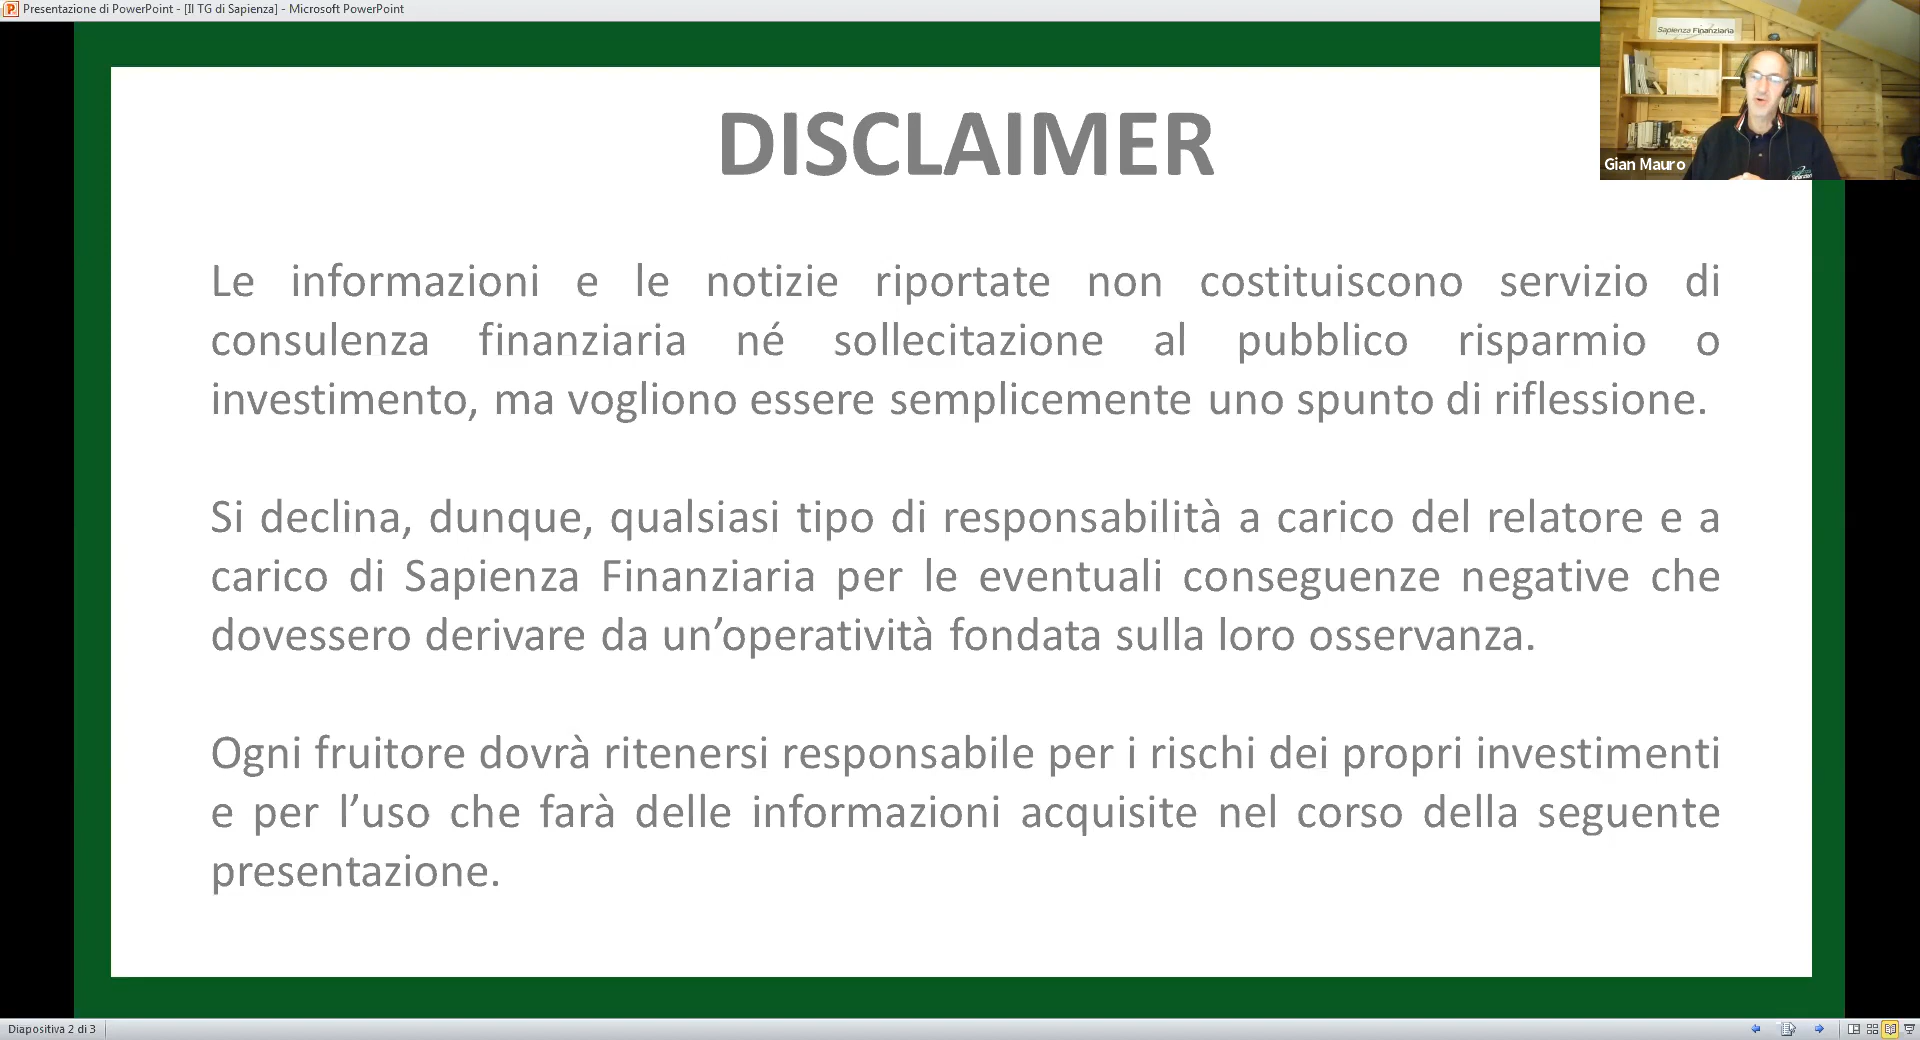 Presentazione di PowerPoint - [Il TG di Sapienza] - Microsoft PowerPoint
Sapienza Finanziaria
Gian Mauro
DISCLAIMER
Le informazioni e le notizie riportate non costituiscono servizio di
consulenza finanziaria né sollecitazione al pubblico risparmio o
investimento, ma vogliono essere semplicemente uno spunto di riflessione.
Si declina, dunque, qualsiasi tipo di responsabilità a carico del relatore e a
carico di Sapienza Finanziaria per le eventuali conseguenze negative che
dovessero derivare da un’operatività fondata sulla loro osservanza.
Ogni fruitore dovrà ritenersi responsabile per i rischi dei propri investimenti
e per l’uso che farà delle informazioni acquisite nel corso della seguente
presentazione.
Diapositiva 2 di 3